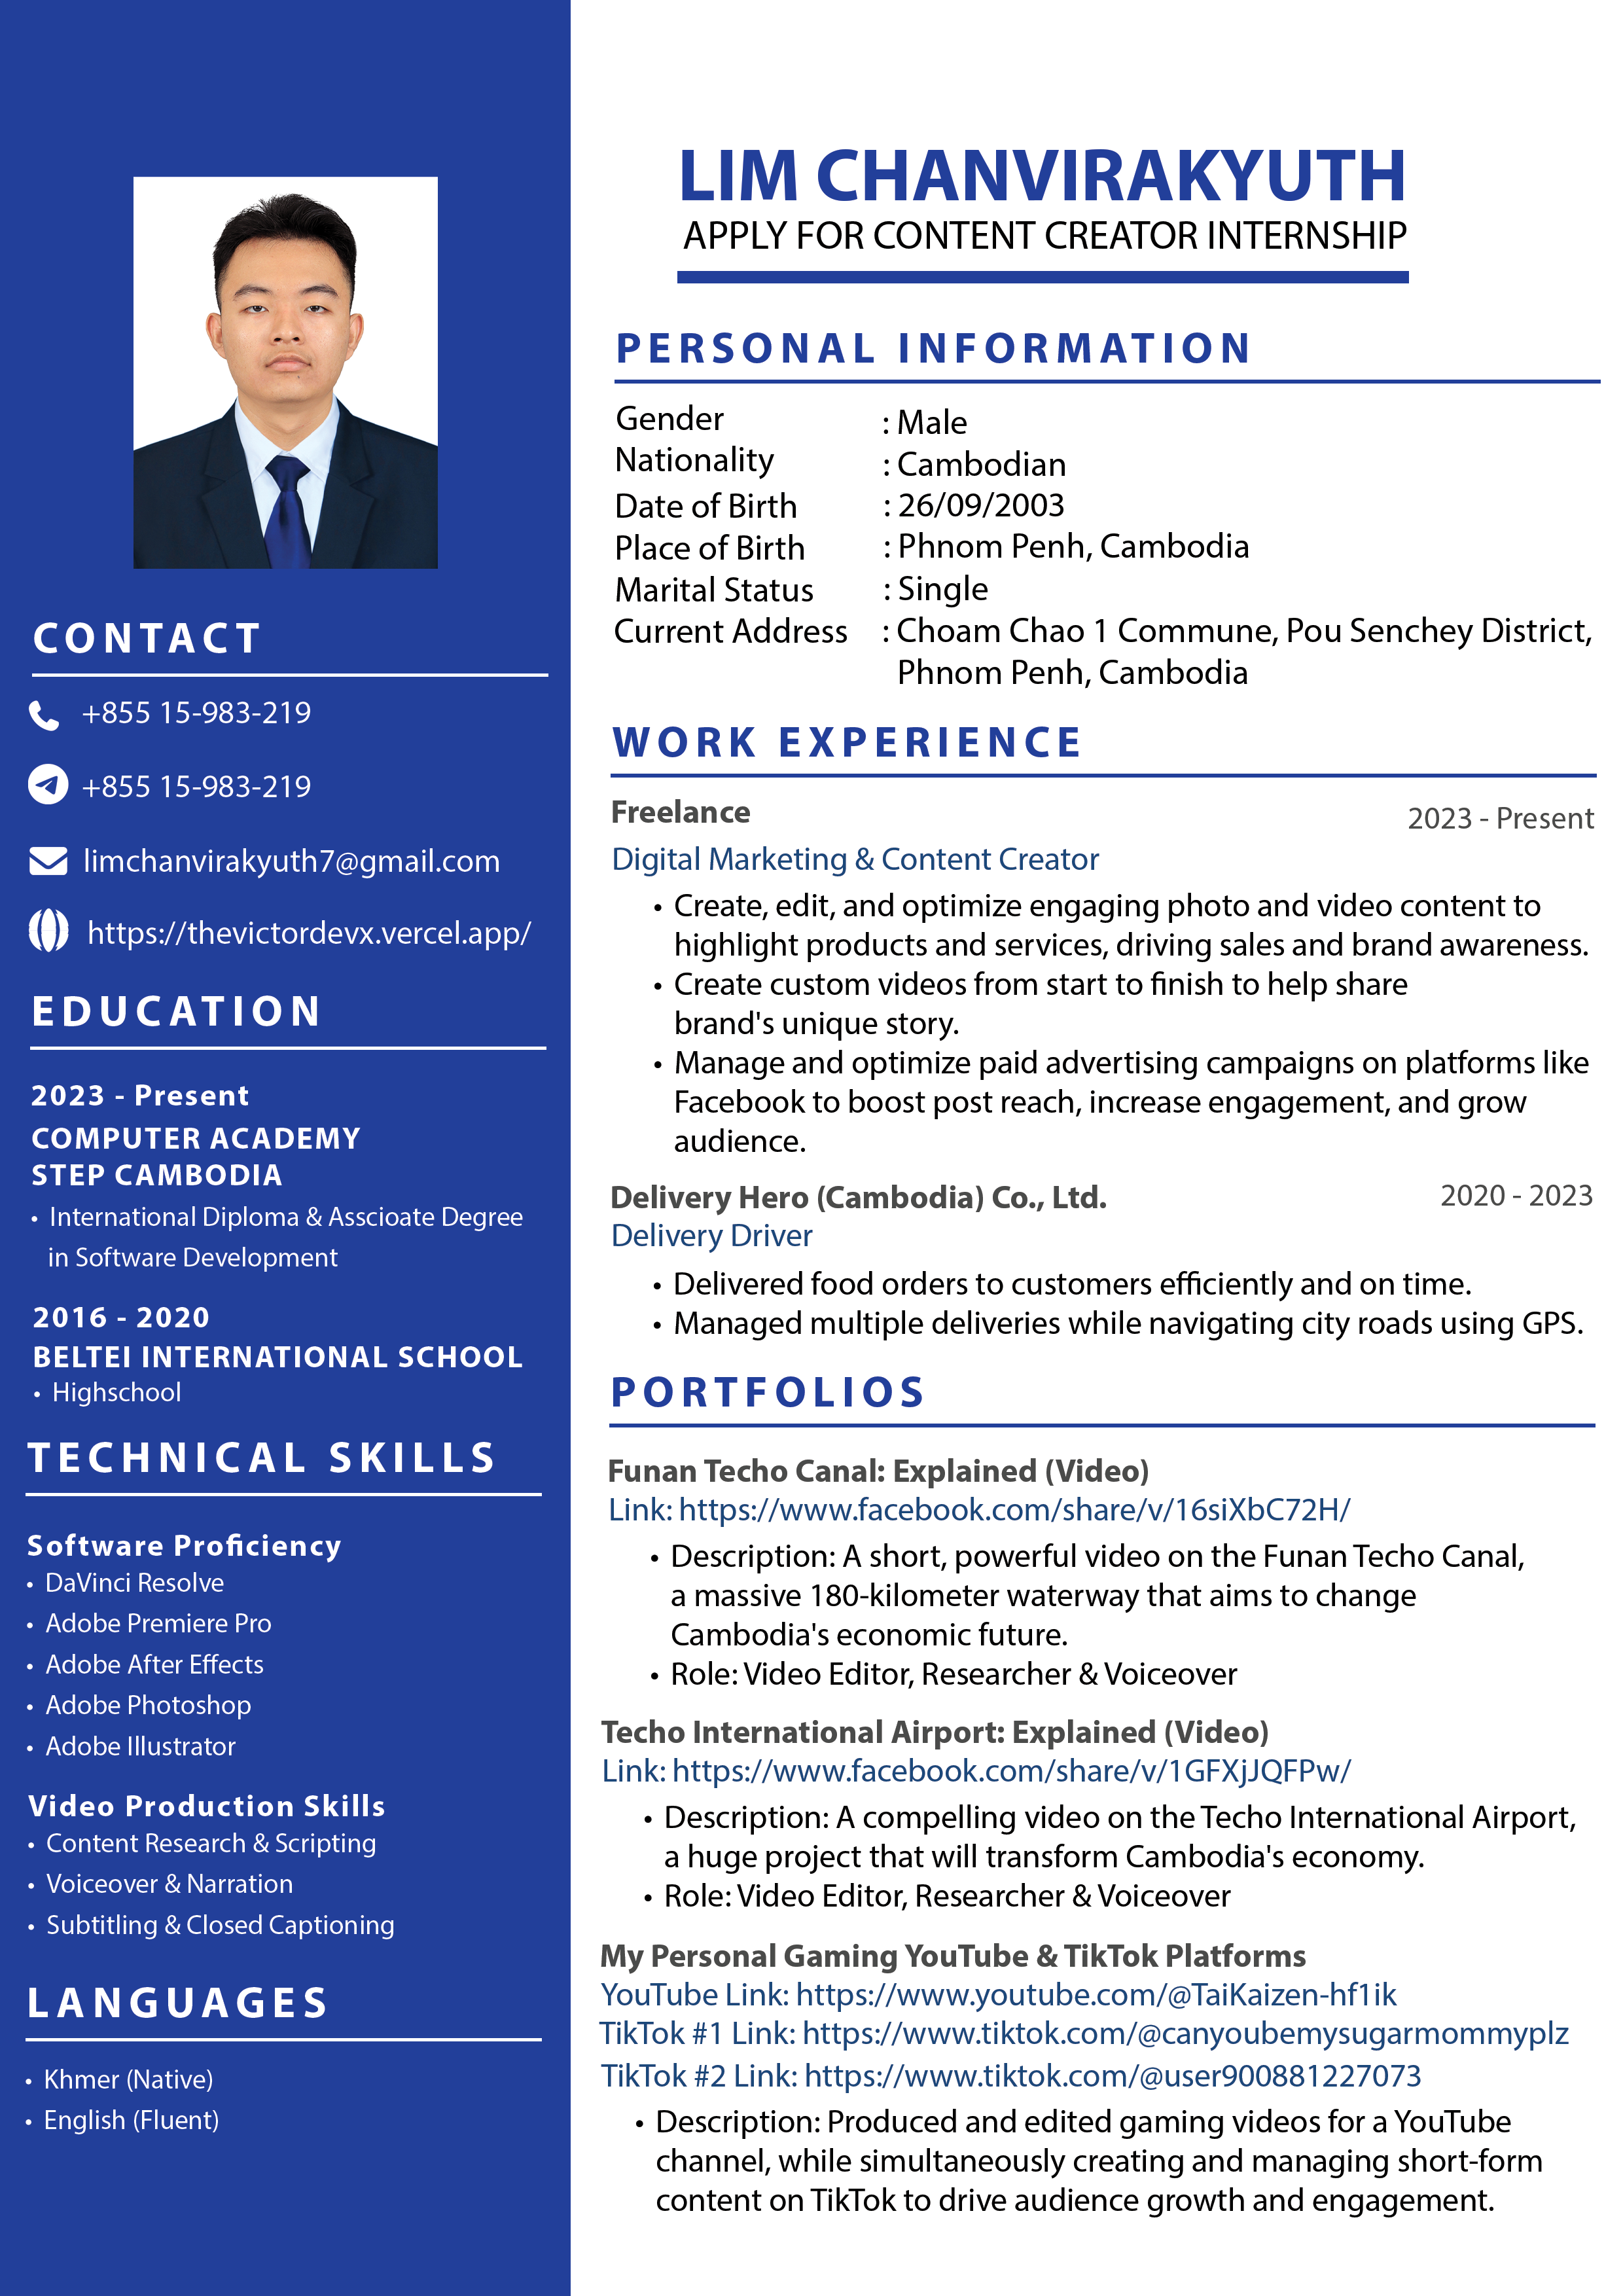 CONTACT
+855 15-983-219
+855 15-983-219
limchanvirakyuth7@gmail.com
https://thevictordevx.vercel.app/
EDUCATION
2023 - Present
COMPUTER ACADEMY
STEP CAMBODIA
• International Diploma & Asscioate Degree
in Software Development
2016 - 2020
BELTEI INTERNATIONAL SCHOOL
• Highschool
TECHNICAL SKILLS
Software Proficiency
• DaVinci Resolve
• Adobe Premiere Pro
• Adobe After Effects
• Adobe Photoshop
• Adobe Illustrator
Video Production Skills
• Content Research & Scripting
• Voiceover & Narration
• Subtitling & Closed Captioning
LANGUAGES
• Khmer (Native)
• English (Fluent)
LIM CHANVIRAKYUTH
APPLY FOR CONTENT CREATOR INTERNSHIP
PERSONAL INFORMATION
Gender : Male
Nationality : Cambodian
Date of Birth : 26/09/2003
Place of Birth : Phnom Penh, Cambodia
Marital Status : Single
Current Address : Choam Chao 1 Commune, Pou Senchey District,
Phnom Penh, Cambodia
WORK EXPERIENCE
Freelance 2023 - Present
Digital Marketing & Content Creator
• Create, edit, and optimize engaging photo and video content to
highlight products and services, driving sales and brand awareness.
• Create custom videos from start to finish to help share
brand's unique story.
• Manage and optimize paid advertising campaigns on platforms like
Facebook to boost post reach, increase engagement, and grow
audience.
Delivery Hero (Cambodia) Co., Ltd. 2020 - 2023
Delivery Driver
• Delivered food orders to customers efficiently and on time.
• Managed multiple deliveries while navigating city roads using GPS.
PORTFOLIOS
Funan Techo Canal: Explained (Video)
Link: https://www.facebook.com/share/v/16siXbC72H/
• Description: A short, powerful video on the Funan Techo Canal,
a massive 180-kilometer waterway that aims to change
Cambodia's economic future.
• Role: Video Editor, Researcher & Voiceover
Techo International Airport: Explained (Video)
Link: https://www.facebook.com/share/v/1GFXjJQFPw/
• Description: A compelling video on the Techo International Airport,
a huge project that will transform Cambodia's economy.
• Role: Video Editor, Researcher & Voiceover
My Personal Gaming YouTube & TikTok Platforms
YouTube Link: https://www.youtube.com/@TaiKaizen-hf1ik
TikTok #1 Link: https://www.tiktok.com/@canyoubemysugarmommyplz
TikTok #2 Link: https://www.tiktok.com/@user900881227073
• Description: Produced and edited gaming videos for a YouTube
channel, while simultaneously creating and managing short-form
content on TikTok to drive audience growth and engagement.